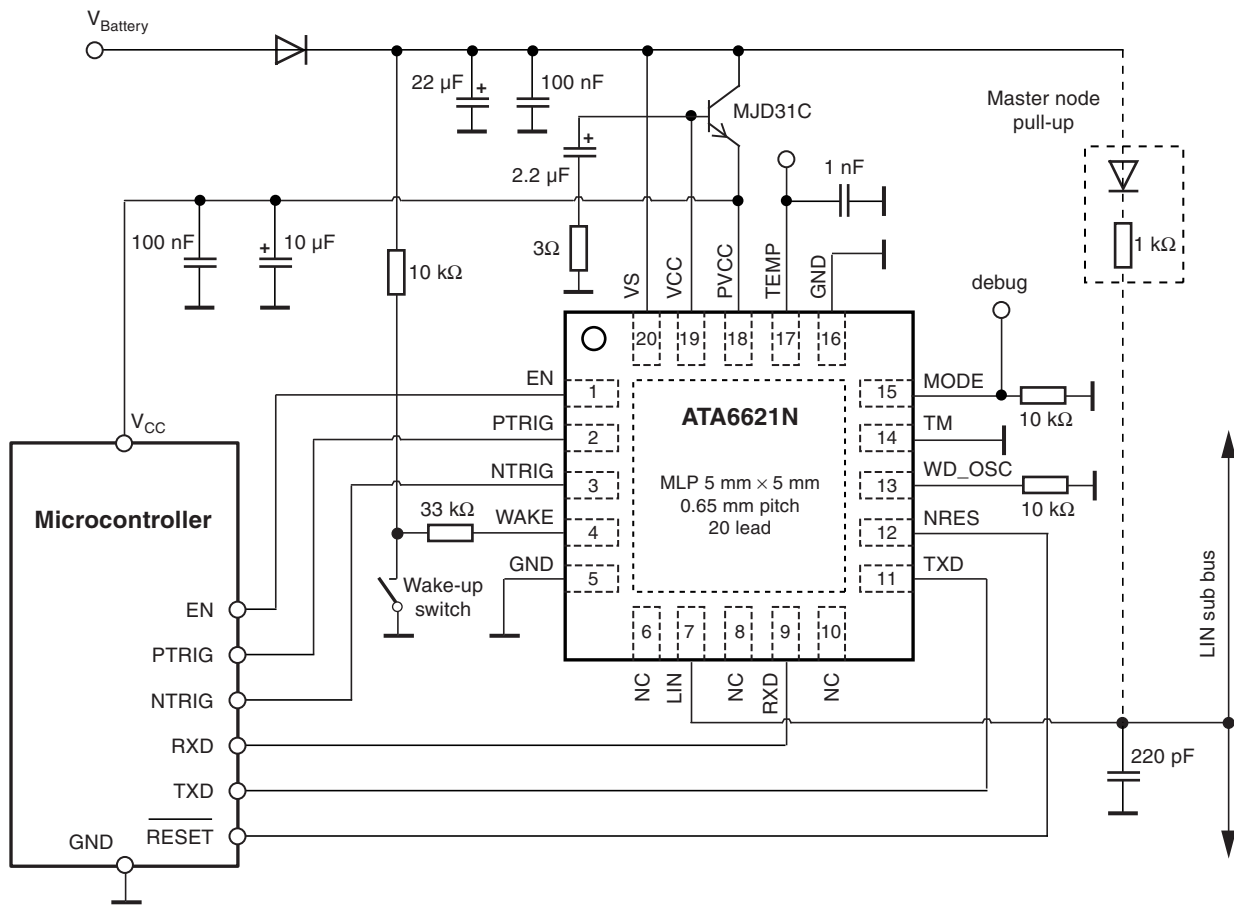 V_Battery
22 µF
+
100 nF
MJD31C
Master node
pull-up
+
2.2 µF
1 nF
100 nF
+
10 µF
10 kΩ
3Ω
1 kΩ
VS
VCC
PVCC
TEMP
GND
debug
20
19
18
17
16
EN
1
PTRIG
2
NTRIG
3
WAKE
4
GND
5
ATA6621N
MLP 5 mm × 5 mm
0.65 mm pitch
20 lead
15
MODE
10 kΩ
14
TM
13
WD_OSC
10 kΩ
12
NRES
11
TXD
33 kΩ
Wake-up
switch
6
7
8
9
10
NC
LIN
NC
RXD
NC
V_CC
Microcontroller
EN
PTRIG
NTRIG
RXD
TXD
RESET
GND
220 pF
LIN sub bus